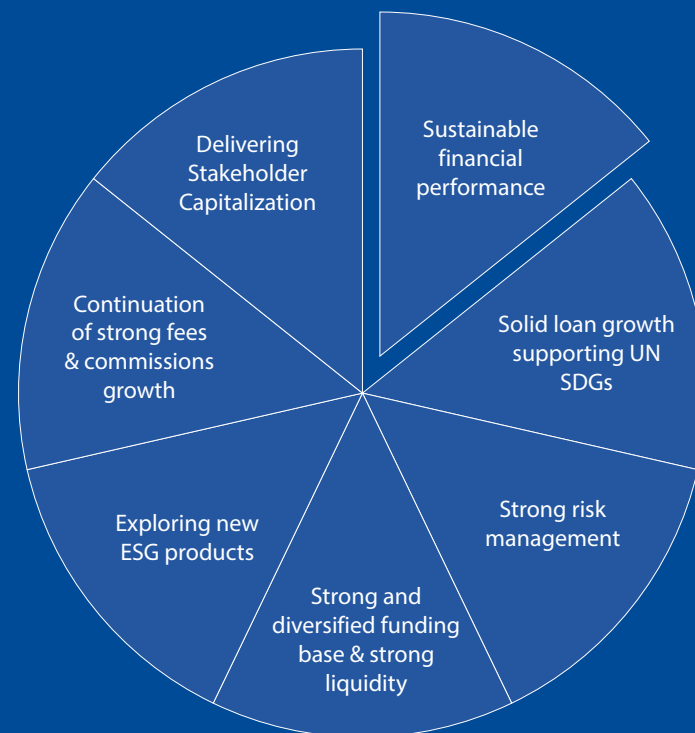 Sustainable
financial
performance
Solid loan growth
supporting UN
SDGs
Strong risk
management
Strong and
diversified funding
base & strong
liquidity
Exploring new
ESG products
Continuation
of strong fees
& commissions
growth
Delivering
Stakeholder
Capitalization